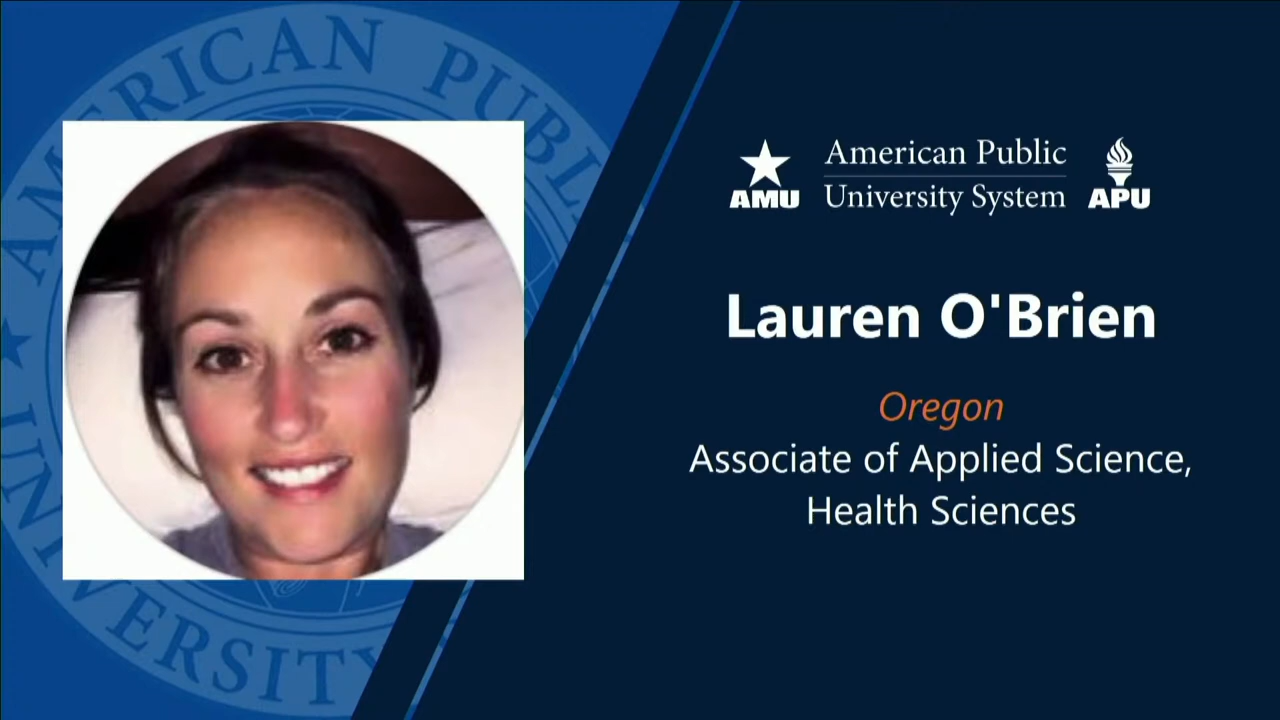 AMERICAN PUBLIC
UNIVERSITY
AMU
American Public
University System
APU
Lauren O'Brien
Oregon
Associate of Applied Science,
Health Sciences